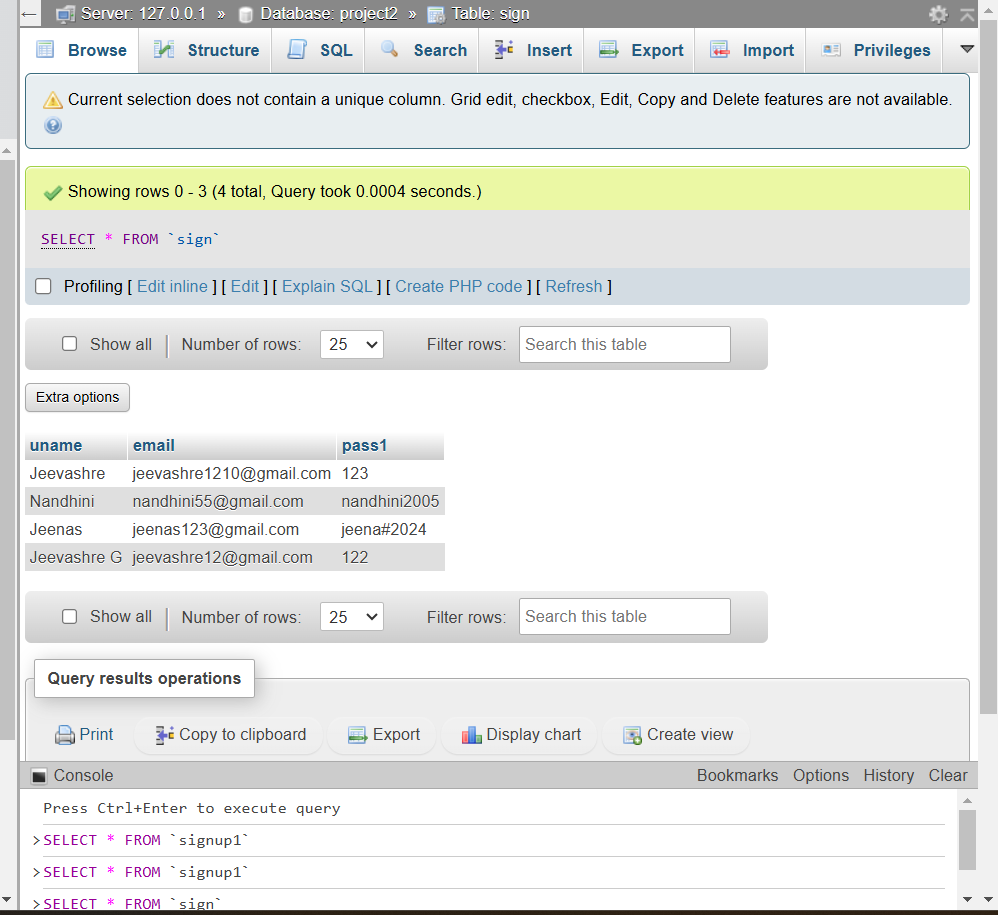 Server: 127.0.0.1 » Database: project2 » Table: sign
Browse Structure SQL Search Insert Export Import Privileges
Current selection does not contain a unique column. Grid edit, checkbox, Edit, Copy and Delete features are not available.
Showing rows 0 - 3 (4 total, Query took 0.0004 seconds.)
SELECT * FROM `sign`
Profiling [ Edit inline ] [ Edit ] [ Explain SQL ] [ Create PHP code ] [ Refresh ]
Show all Number of rows: 25 Filter rows: Search this table
Extra options
uname email pass1
Jeevashre jeevashre1210@gmail.com 123
Nandhini nandhini55@gmail.com nandhini2005
Jeenas jeenas123@gmail.com jeena#2024
Jeevashre G jeevashre12@gmail.com 122
Show all Number of rows: 25 Filter rows: Search this table
Query results operations
Print Copy to clipboard Export Display chart Create view
Console Bookmarks Options History Clear
Press Ctrl+Enter to execute query
>SELECT * FROM `signup1`
>SELECT * FROM `signup1`
>SELECT * FROM `sign`